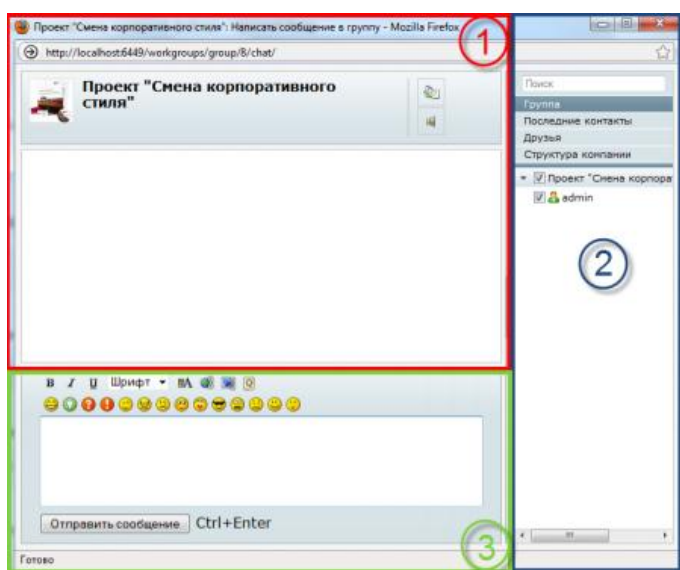 Проект "Смена корпоративного стиля": Написать сообщение в группу - Mozilla Firefox
http://localhost:6449/workgroups/group/8/chat/
1
Проект "Смена корпоративного
стиля"
Поиск
Группа
Последние контакты
Друзья
Структура компании
Проект "Смена корпора
admin
2
B I U Шрифт
Отправить сообщение Ctrl+Enter
3
Готово